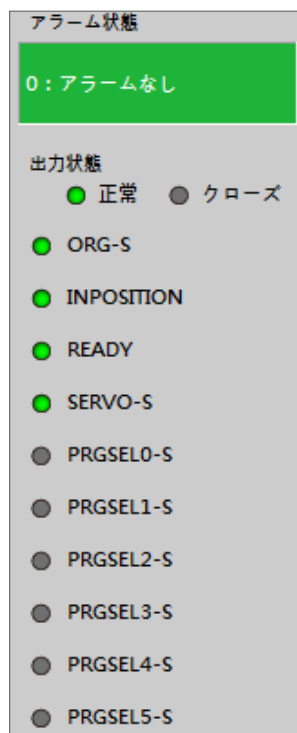 アラーム状態
0：アラームなし
出力状態
正常 クローズ
ORG-S
INPOSITION
READY
SERVO-S
PRGSEL0-S
PRGSEL1-S
PRGSEL2-S
PRGSEL3-S
PRGSEL4-S
PRGSEL5-S